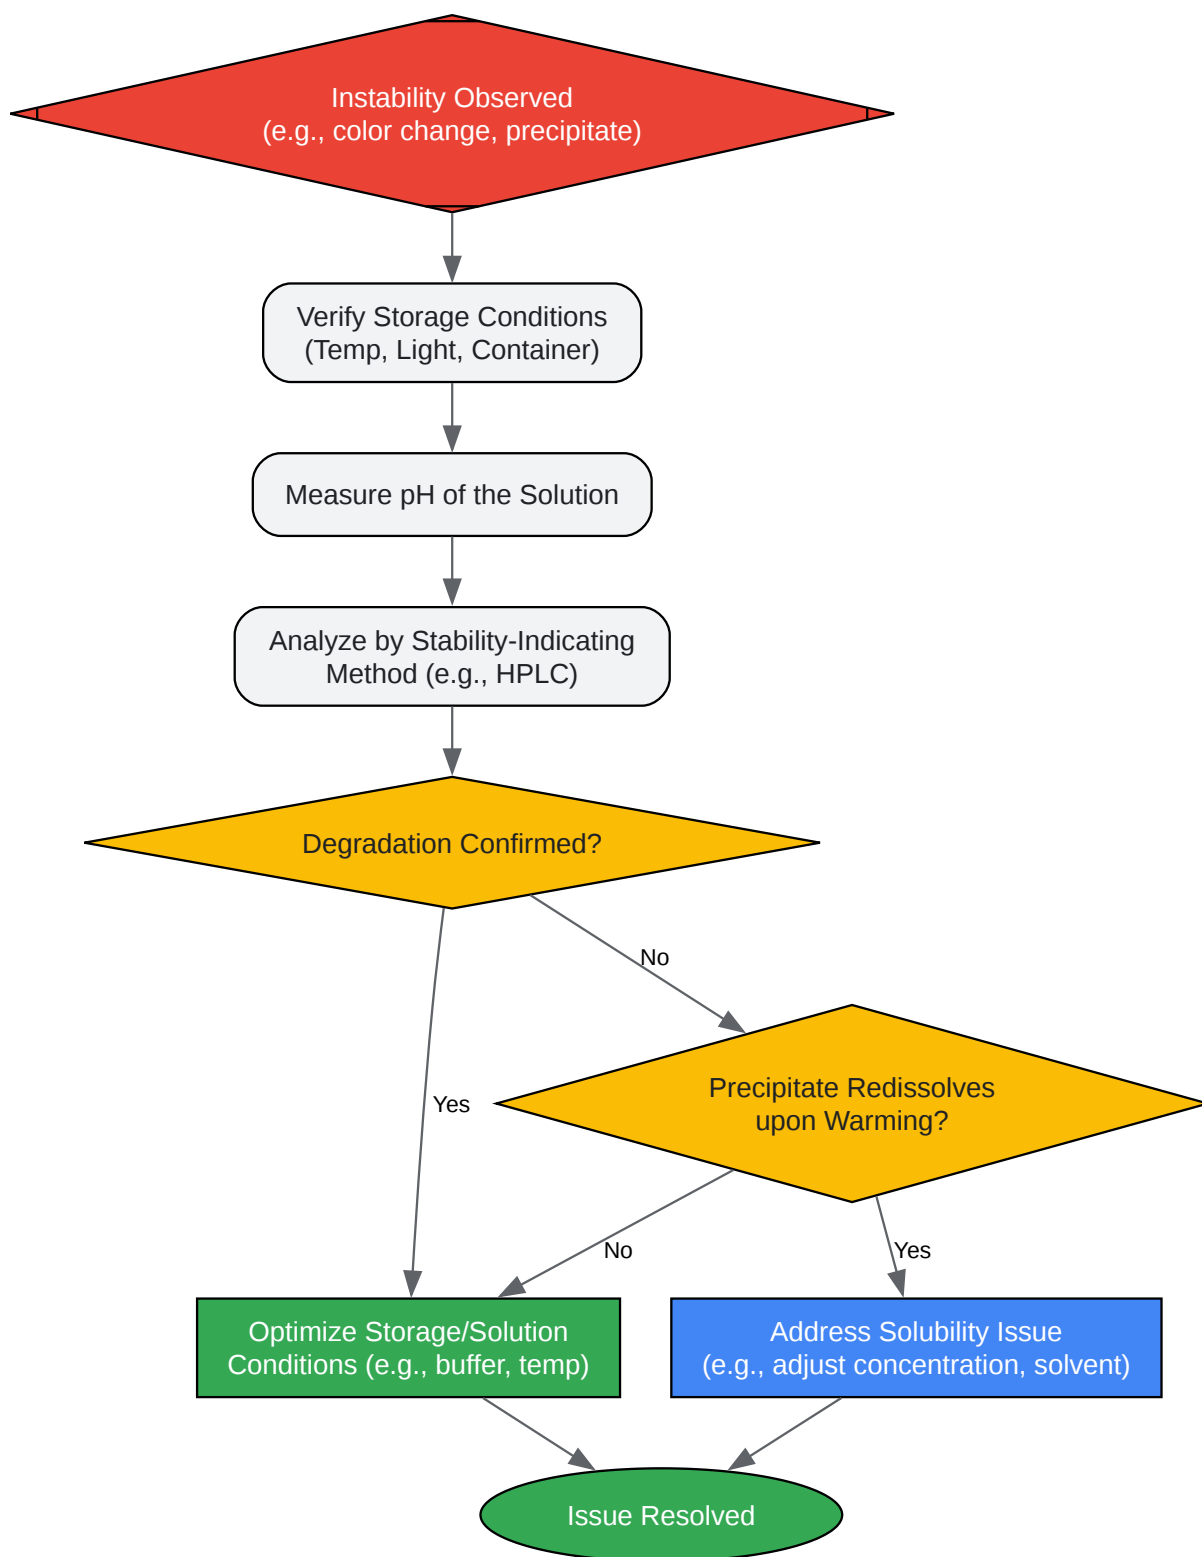 Instability Observed
(e.g., color change, precipitate)
Verify Storage Conditions
(Temp, Light, Container)
Measure pH of the Solution
Analyze by Stability-Indicating
Method (e.g., HPLC)
Degradation Confirmed?
No
Precipitate Redissolves
upon Warming?
Yes
No
Yes
Optimize Storage/Solution
Conditions (e.g., buffer, temp)
Address Solubility Issue
(e.g., adjust concentration, solvent)
Issue Resolved